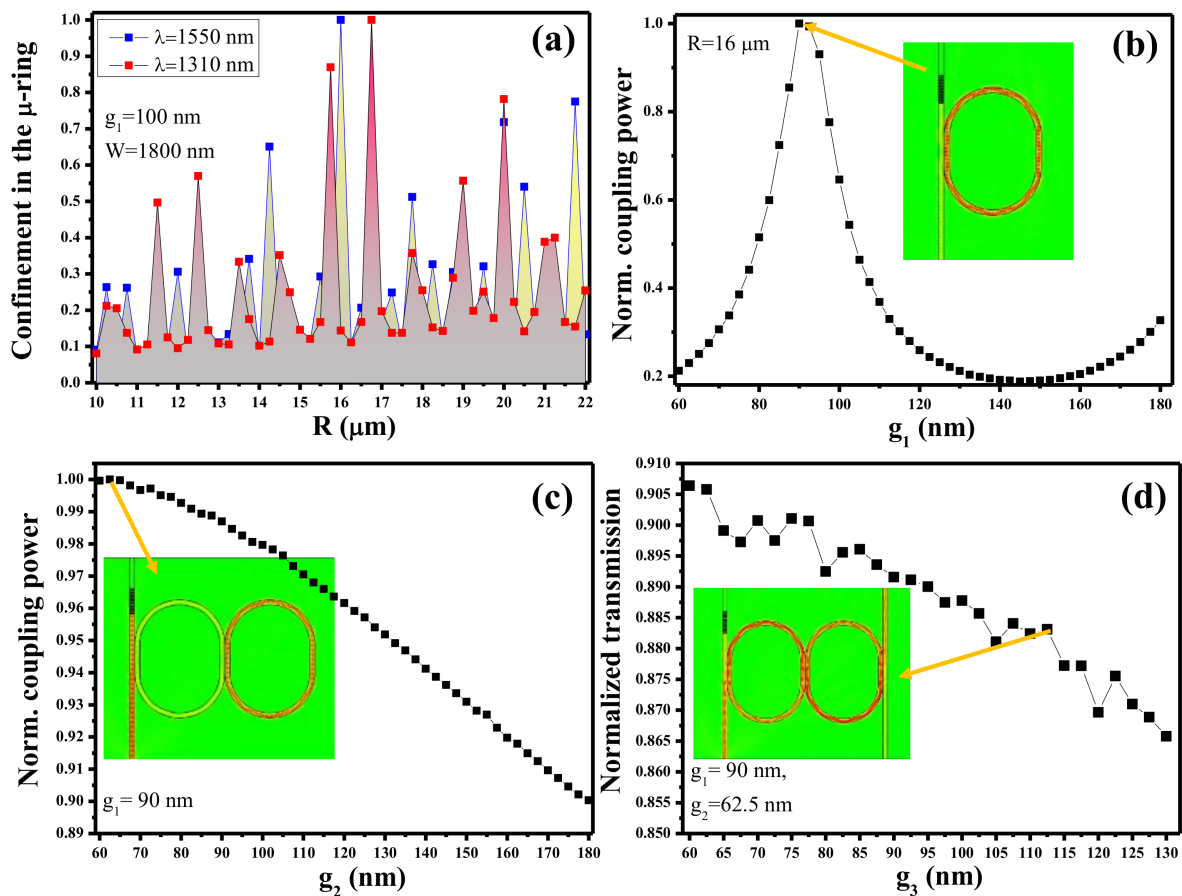 (a)
λ=1550 nm
λ=1310 nm
g1=100 nm
W=1800 nm
Confinement in the μ-ring
1.0
0.9
0.8
0.7
0.6
0.5
0.4
0.3
0.2
0.1
0.0
10 11 12 13 14 15 16 17 18 19 20 21 22
R (μm)
(b)
R=16 μm
Norm. coupling power
1.0
0.8
0.6
0.4
0.2
60 80 100 120 140 160 180
g1 (nm)
(c)
Norm. coupling power
1.00
0.99
0.98
0.97
0.96
0.95
0.94
0.93
0.92
0.91
0.90
0.89
g1= 90 nm
60 70 80 90 100 110 120 130 140 150 160 170 180
g2 (nm)
(d)
Normalized transmission
0.910
0.905
0.900
0.895
0.890
0.885
0.880
0.875
0.870
0.865
0.860
0.855
0.850
g1= 90 nm,
g2=62.5 nm
60 65 70 75 80 85 90 95 100 105 110 115 120 125 130
g3 (nm)